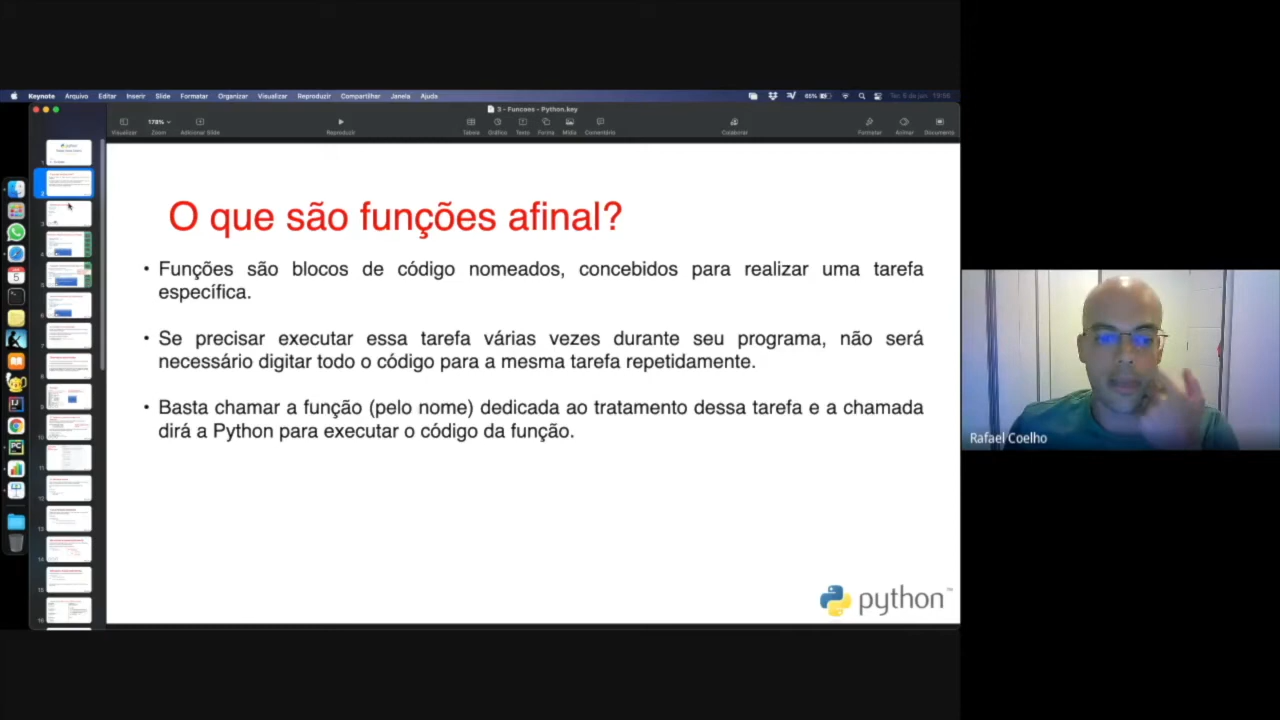 Keynote Arquivo Editar Inserir Slide Formatar Organizar Visualizar Reproduzir Compartilhar Janela Ajuda 65%
3 - Funcoes - Python.key
178%
Visualizar Zoom Adicionar Slide Reproduzir Tabela Gráfico Texto Forma Mídia Comentário Colaborar Formatar Animar Documento
O que são funções afinal?
• Funções são blocos de código nomeados, concebidos para realizar uma tarefa
específica.
• Se precisar executar essa tarefa várias vezes durante seu programa, não será
necessário digitar todo o código para a mesma tarefa repetidamente.
• Basta chamar a função (pelo nome) dedicada ao tratamento dessa tarefa e a chamada
dirá a Python para executar o código da função.
python
Rafael Coelho